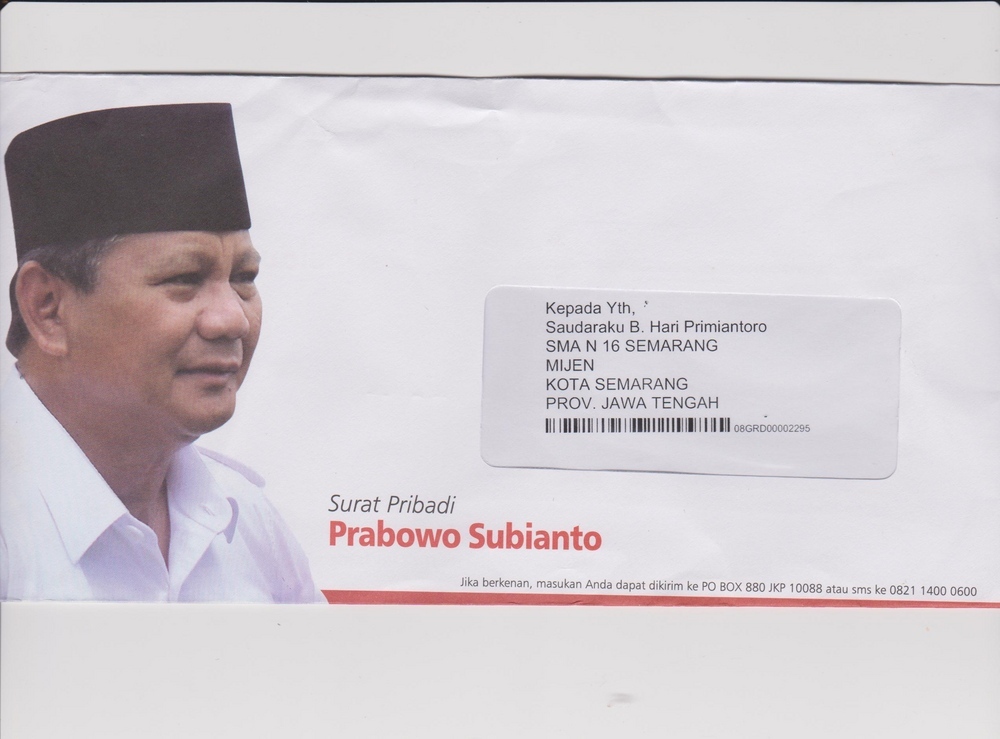 Kepada Yth,
Saudaraku B. Hari Primiantoro
SMA N 16 SEMARANG
MIJEN
KOTA SEMARANG
PROV. JAWA TENGAH
08GRD00002295
Surat Pribadi
Prabowo Subianto
Jika berkenan, masukan Anda dapat dikirim ke PO BOX 880 JKP 10088 atau sms ke 0821 1400 0600